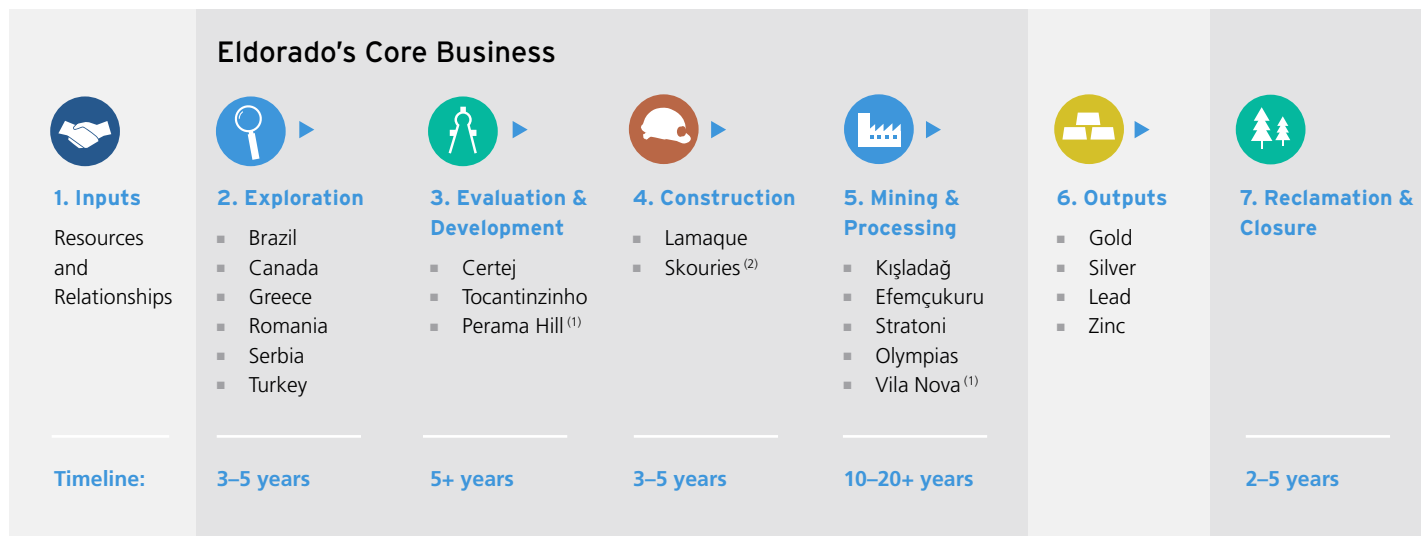 Eldorado's Core Business
1. Inputs
Resources
and
Relationships
2. Exploration
Brazil
Canada
Greece
Romania
Serbia
Turkey
3. Evaluation &
Development
Certej
Tocantinzinho
Perama Hill (1)
4. Construction
Lamaque
Skouries (2)
5. Mining &
Processing
Kışladağ
Efemçukuru
Stratoni
Olympias
Vila Nova (1)
6. Outputs
Gold
Silver
Lead
Zinc
7. Reclamation &
Closure
Timeline:
3–5 years
5+ years
3–5 years
10–20+ years
2–5 years